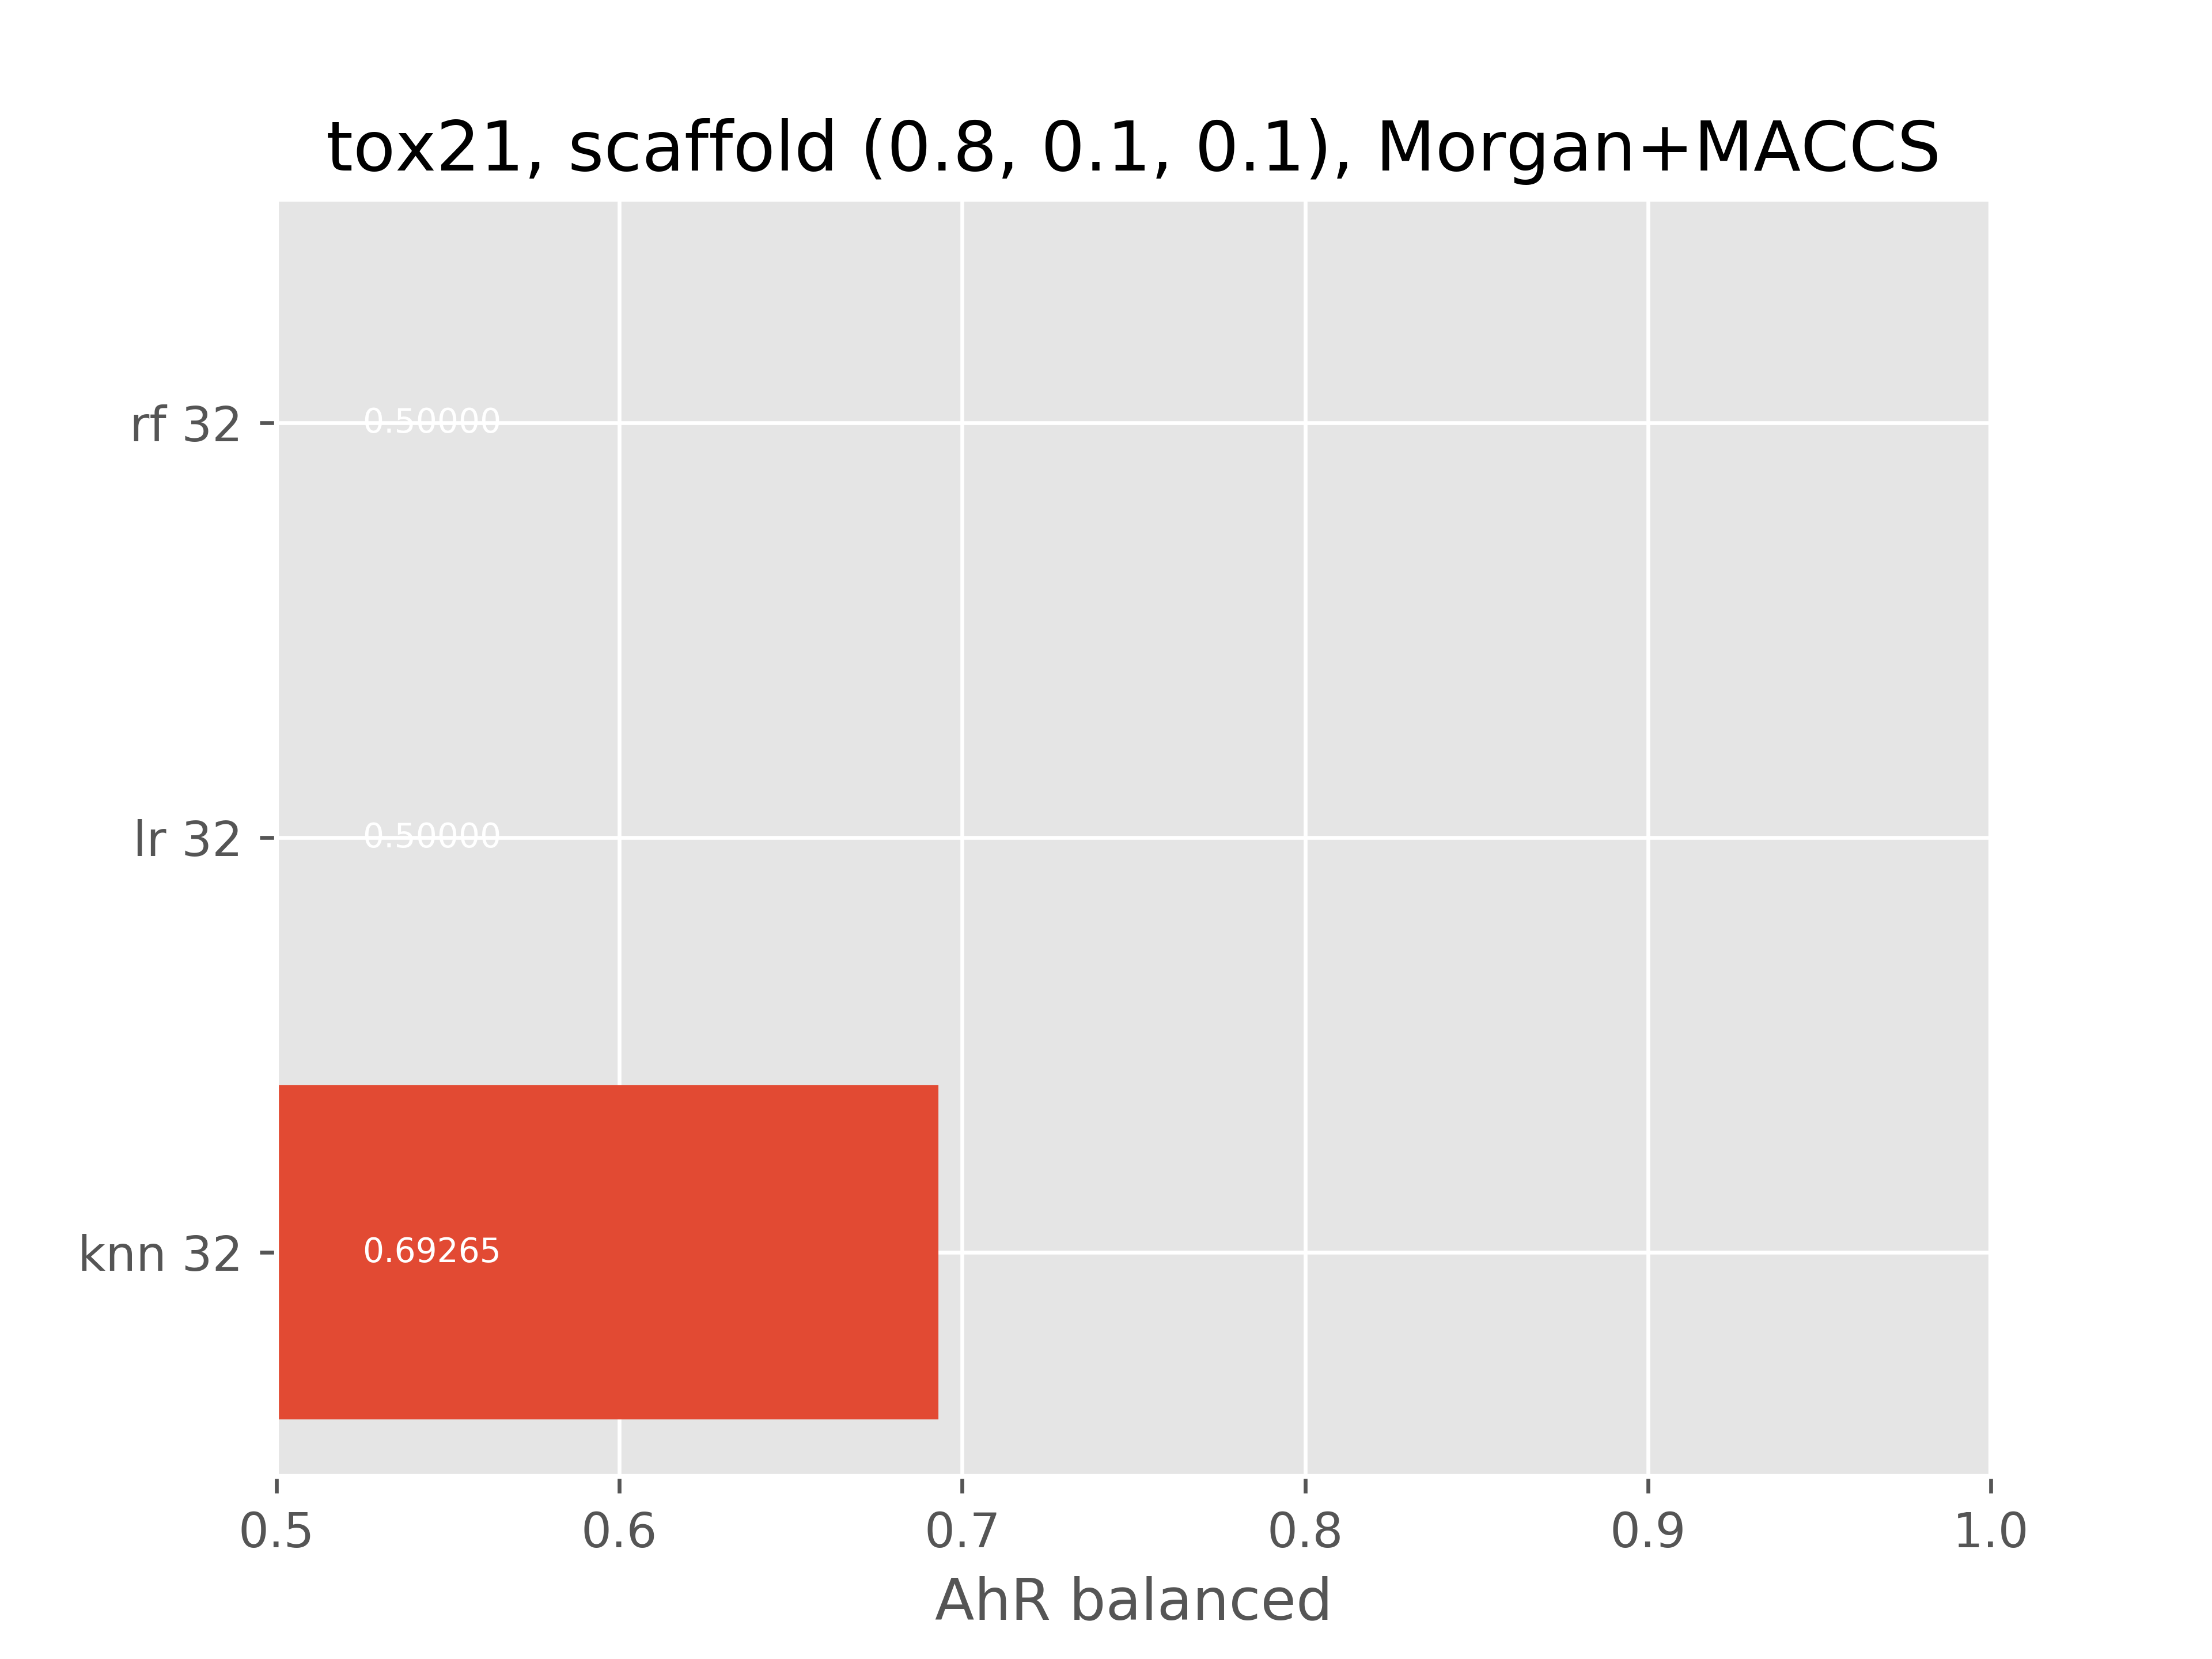 tox21, scaffold (0.8, 0.1, 0.1), Morgan+MACCS
rf 32
0.50000
lr 32
0.50000
knn 32
0.69265
0.5 0.6 0.7 0.8 0.9 1.0
AhR balanced